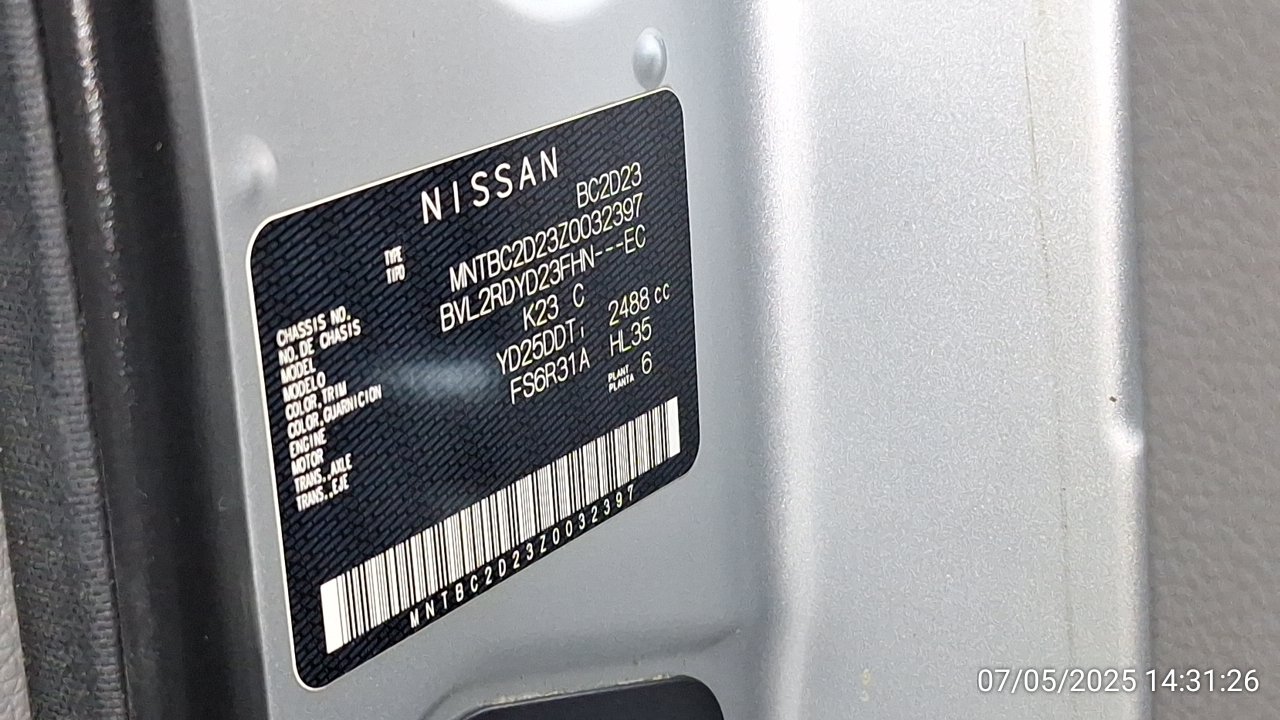 NISSAN
TYPE BC2D23
TIPO
CHASSIS NO. MNTBC2D23Z0032397
NO. DE CHASIS
MODEL BVL2RDYD23FHN---EC
MODELO
COLOR,TRIM K23 C
COLOR,GUARNICION
ENGINE YD25DDTi 2488 cc
MOTOR
TRANS.,AXLE FS6R31A HL35
TRANS.,EJE
PLANT 6
PLANTA
MNTBC2D23Z0032397
07/05/2025 14:31:26